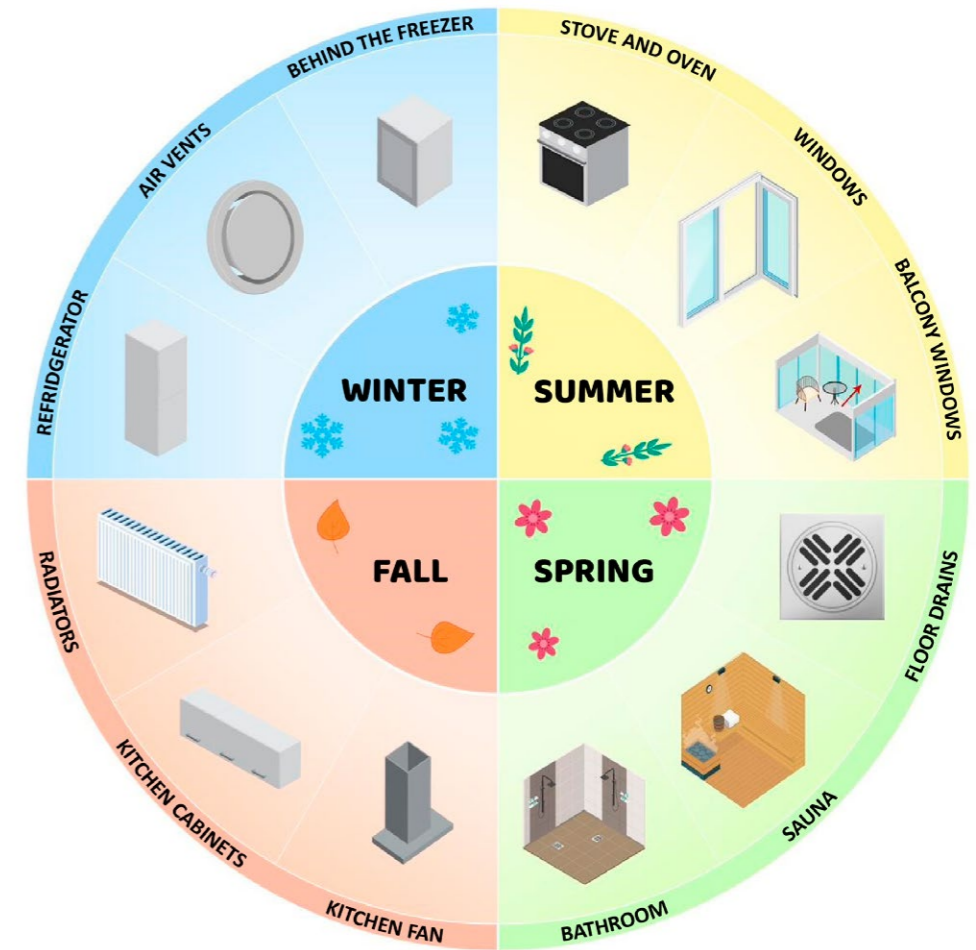 BEHIND THE FREEZER
STOVE AND OVEN
AIR VENTS
WINDOWS
REFRIDGERATOR
BALCONY WINDOWS
WINTER
SUMMER
FALL
SPRING
RADIATORS
FLOOR DRAINS
KITCHEN CABINETS
SAUNA
KITCHEN FAN
BATHROOM